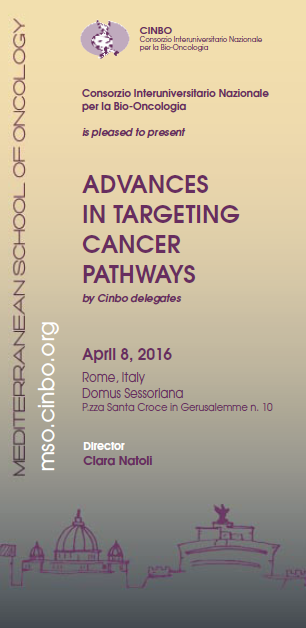 CINBO
Consorzio Interuniversitario Nazionale
per la Bio-Oncologia
Consorzio Interuniversitario Nazionale
per la Bio-Oncologia
is pleased to present
ADVANCES
IN TARGETING
CANCER
PATHWAYS
by Cinbo delegates
April 8, 2016
Rome, Italy
Domus Sessoriana
P.zza Santa Croce in Gerusalemme n. 10
Director
Clara Natoli
MEDITERRANEAN SCHOOL OF ONCOLOGY
mso.cinbo.org